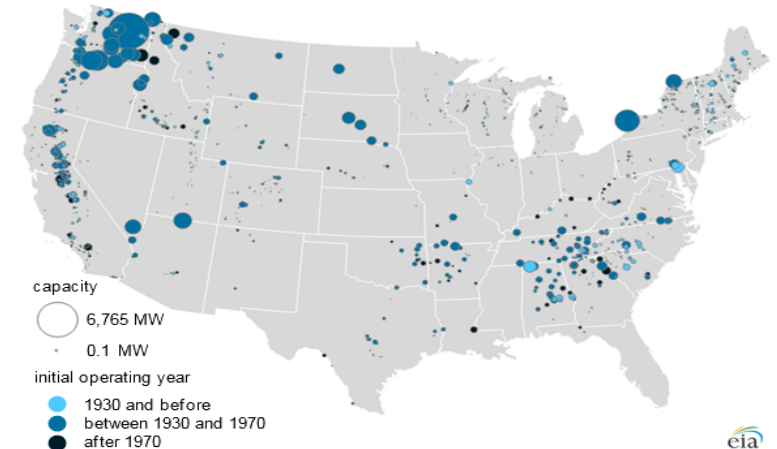 capacity
6,765 MW
0.1 MW
initial operating year
1930 and before
between 1930 and 1970
after 1970
eia